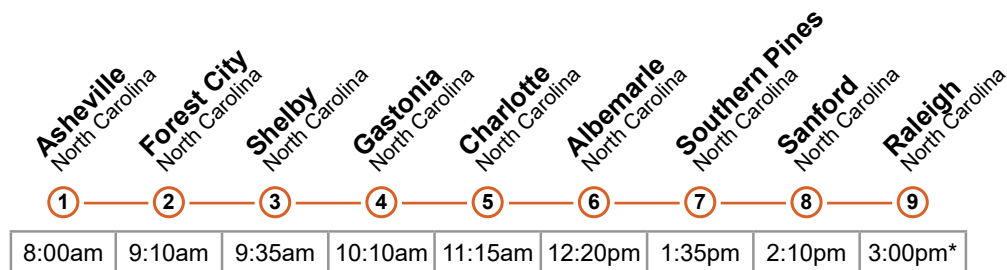 Asheville
North Carolina
Forest City
North Carolina
Shelby
North Carolina
Gastonia
North Carolina
Charlotte
North Carolina
Albemarle
North Carolina
Southern Pines
North Carolina
Sanford
North Carolina
Raleigh
North Carolina
1 2 3 4 5 6 7 8 9
8:00am 9:10am 9:35am 10:10am 11:15am 12:20pm 1:35pm 2:10pm 3:00pm*